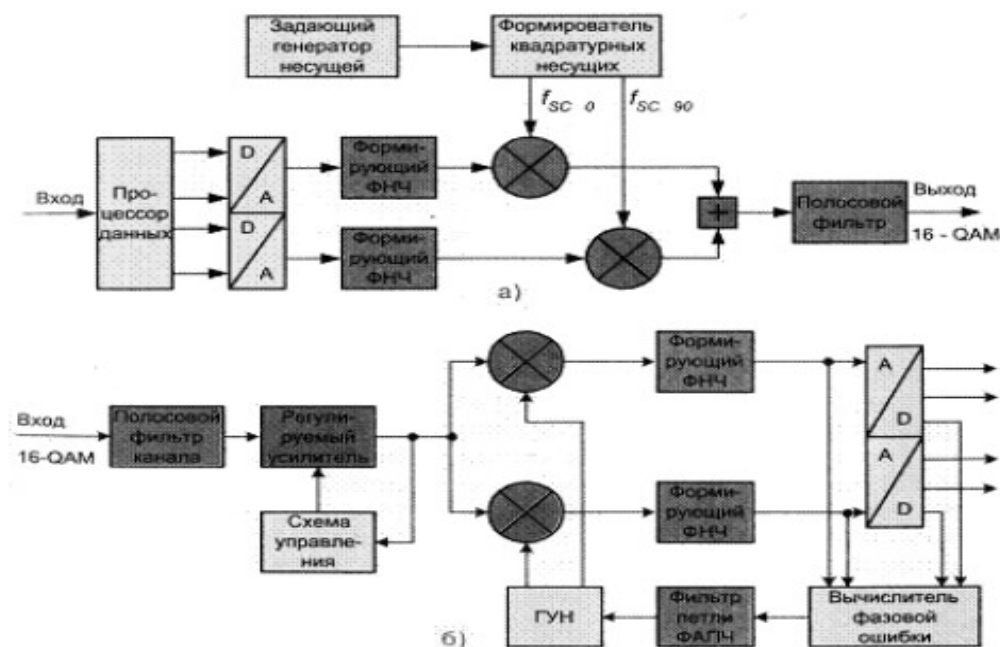 Задающий
генератор
несущей
Формирователь
квадратурных
несущих
fSC 0
fSC 90
Вход
Про-
цессор
данных
D
A
D
A
Форми-
рующий
ФНЧ
Форми-
рующий
ФНЧ
+
Полосовой
фильтр
Выход
16 - QAM
а)
Вход
16-QAM
Полосовой
фильтр
канала
Регули-
руемый
усилитель
Схема
управле-
ния
Форми-
рующий
ФНЧ
Форми-
рующий
ФНЧ
A
D
A
D
ГУН
Фильтр
петли
ФАПЧ
Вычислитель
фазовой
ошибки
б)